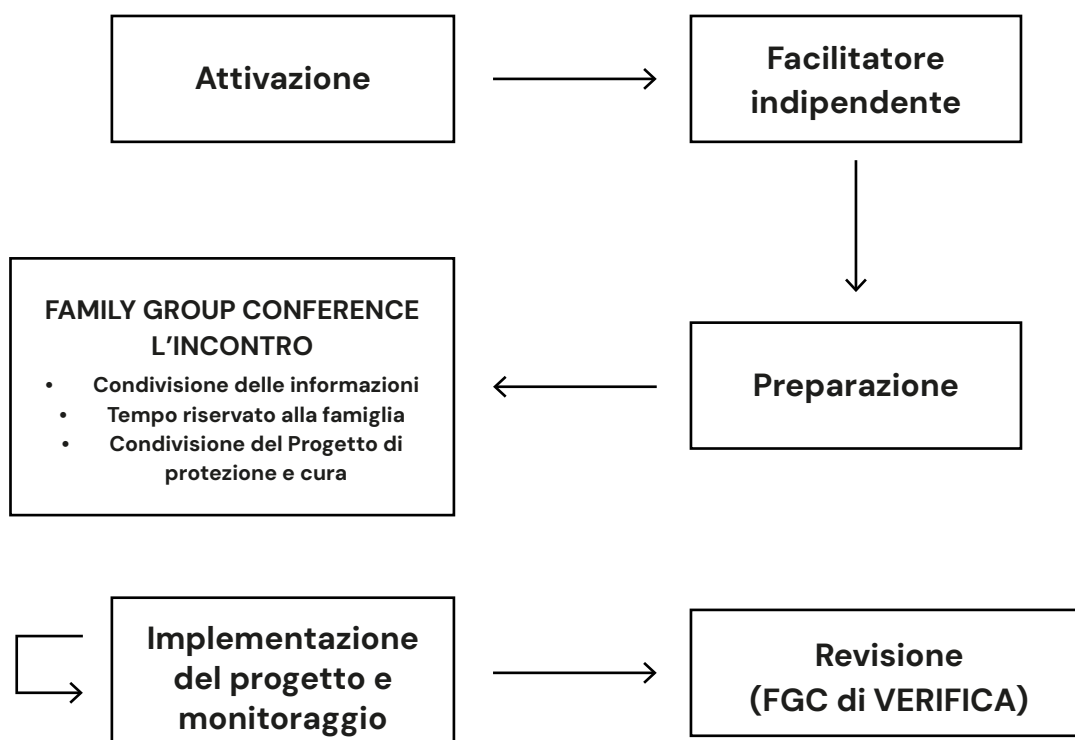 Attivazione
Facilitatore
indipendente
Preparazione
FAMILY GROUP CONFERENCE
L'INCONTRO
• Condivisione delle informazioni
• Tempo riservato alla famiglia
• Condivisione del Progetto di
protezione e cura
Implementazione
del progetto e
monitoraggio
Revisione
(FGC di VERIFICA)